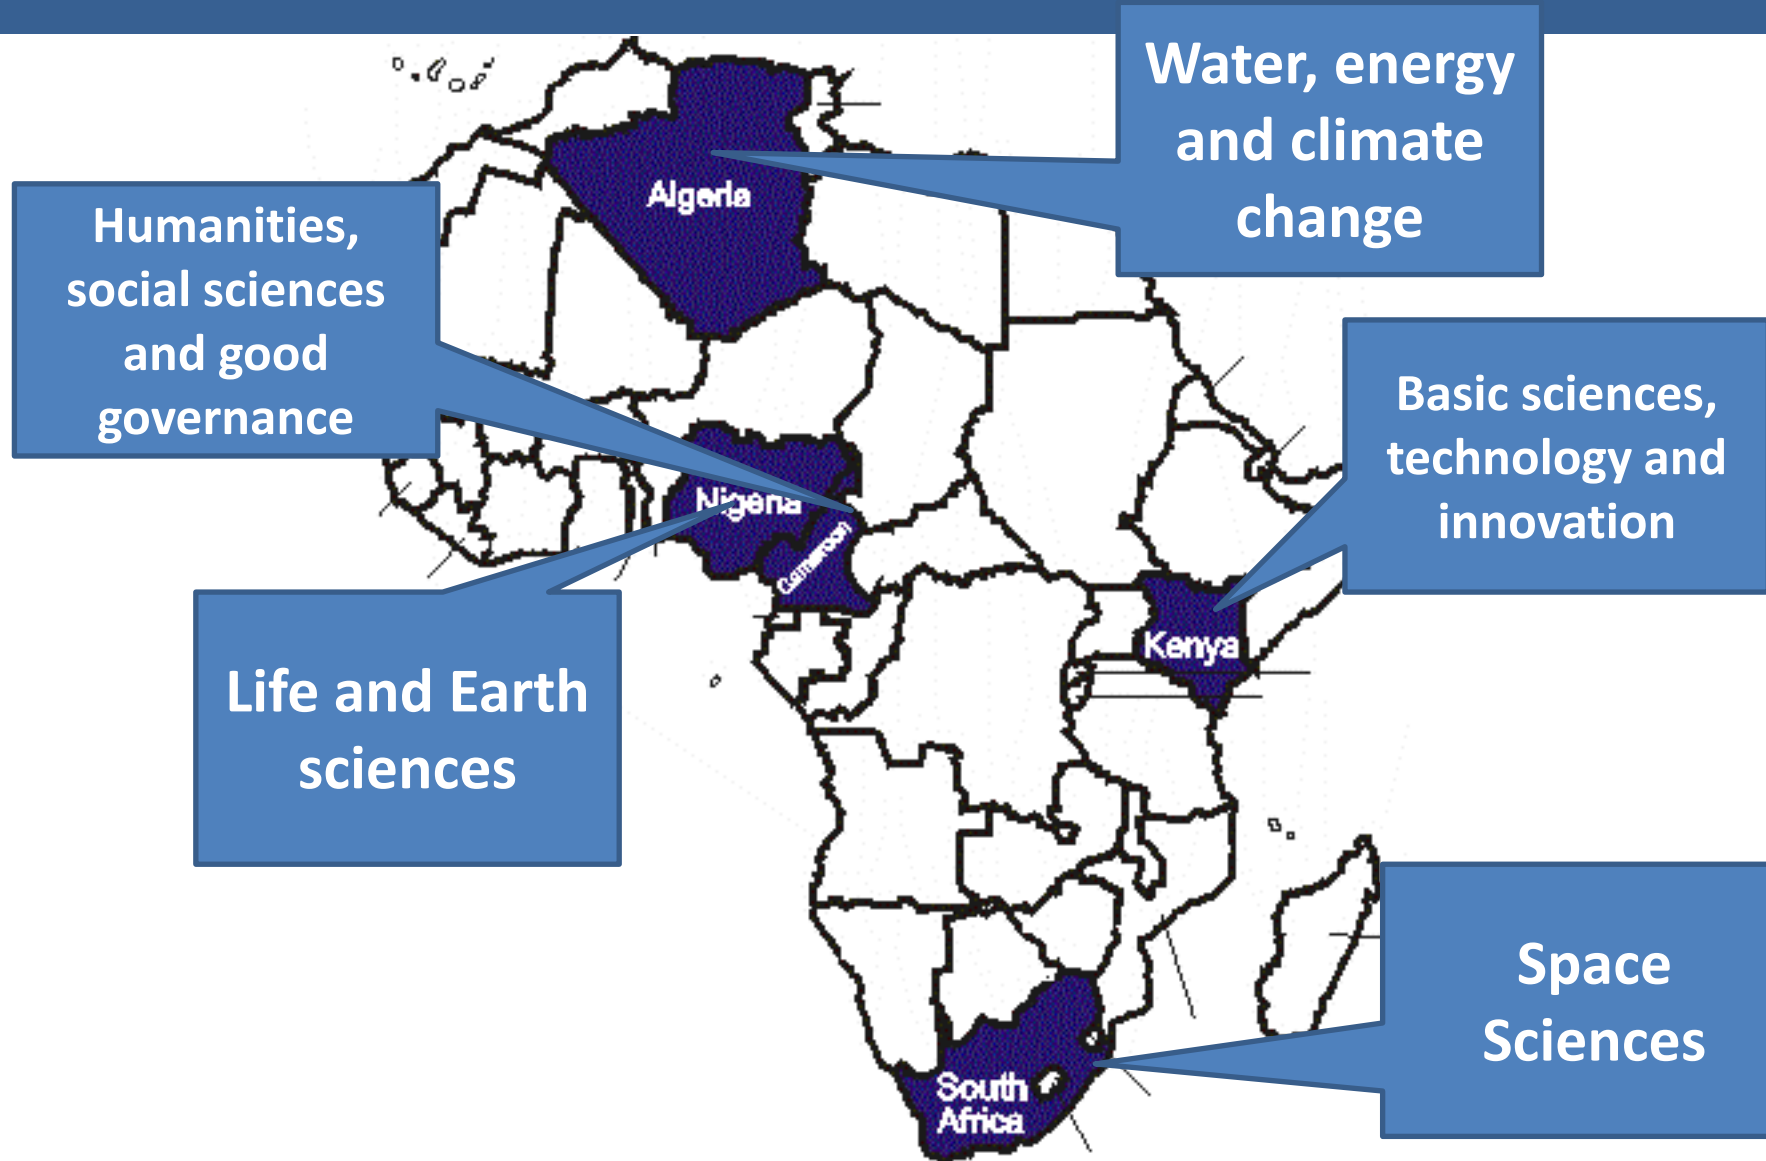 Water, energy
and climate
change
Algeria
Humanities,
social sciences
and good
governance
Basic sciences,
technology and
innovation
Nigeria
Cameroon
Kenya
Life and Earth
sciences
Space
Sciences
South
Africa